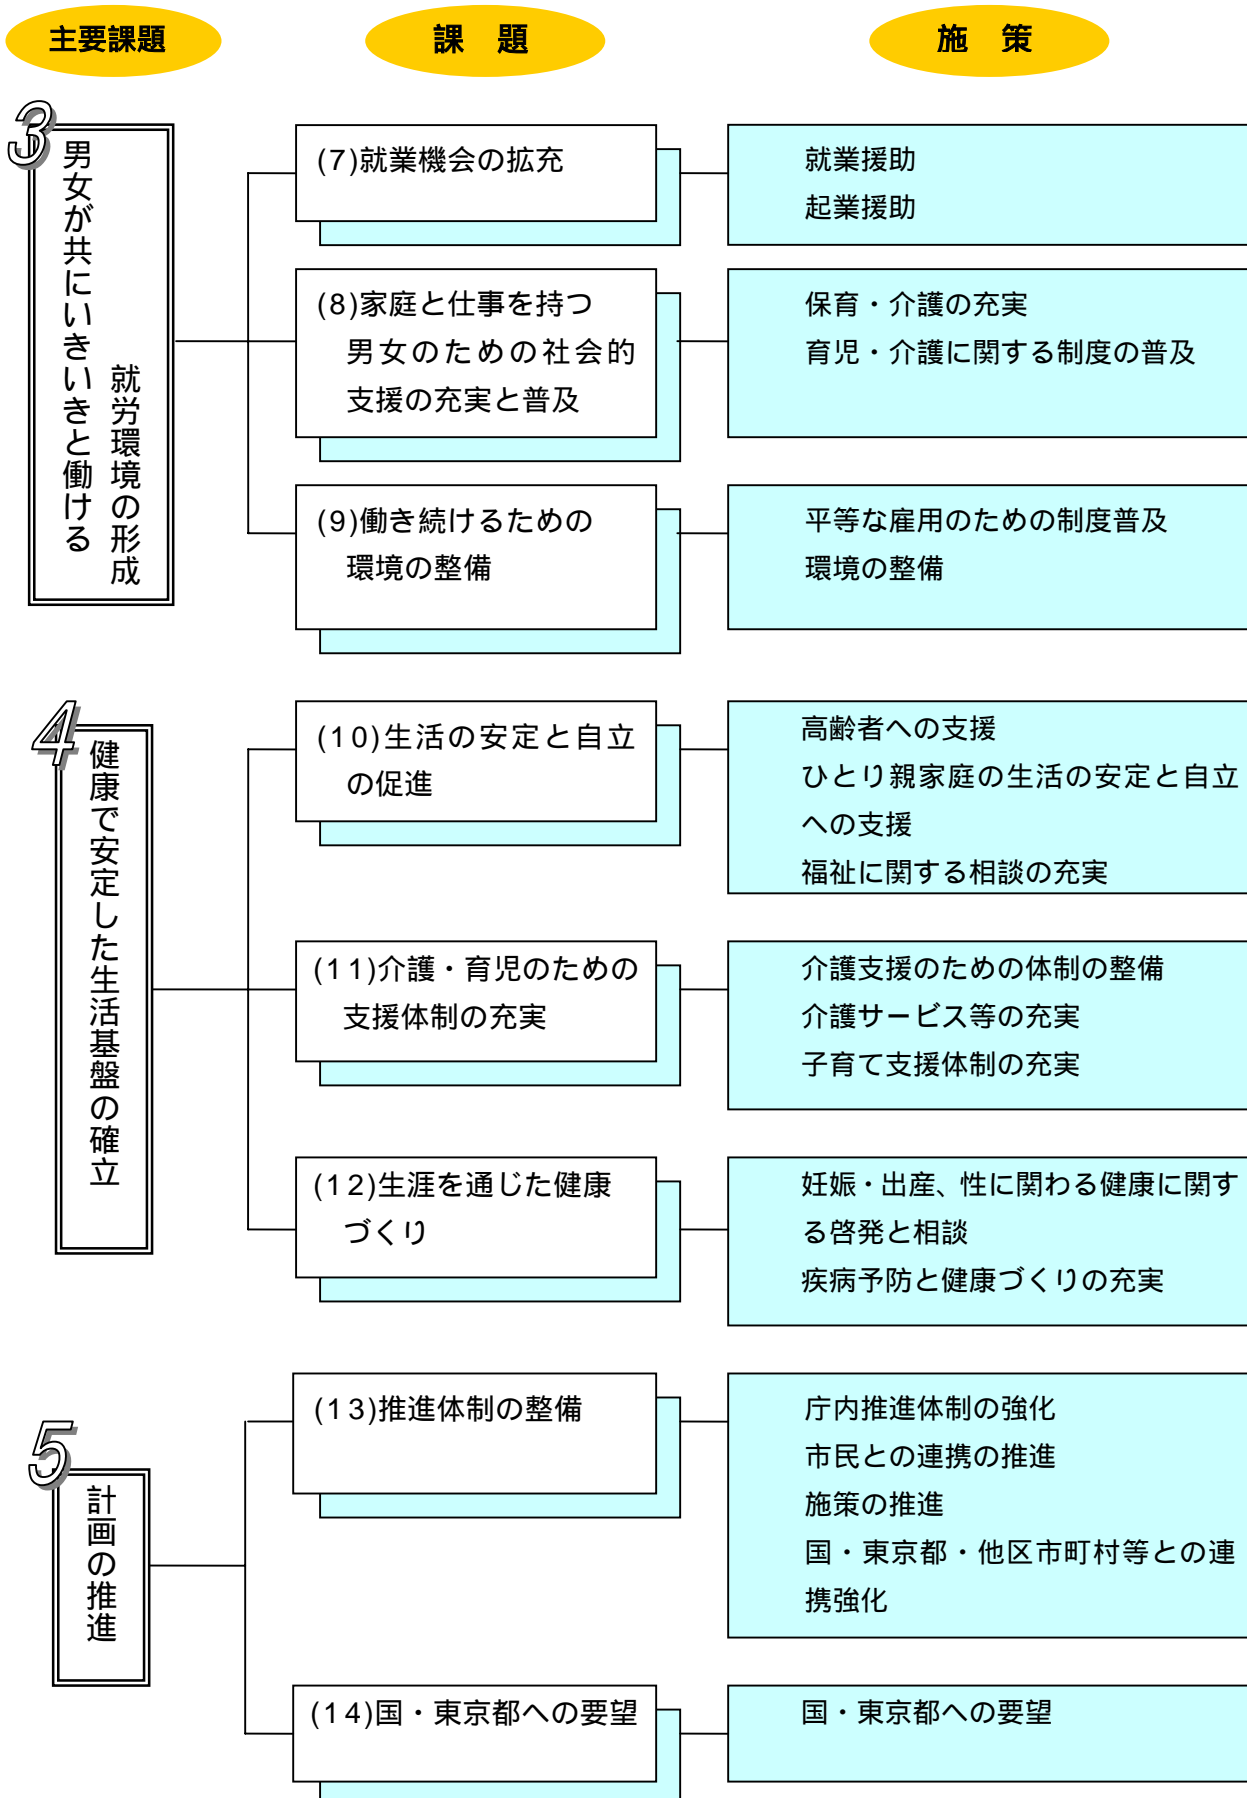 主要課題
課　題
施　策
3
男女が共にいきいきと働ける
就労環境の形成
(7)就業機会の拡充
就業援助
起業援助
(8)家庭と仕事を持つ
男女のための社会的
支援の充実と普及
保育・介護の充実
育児・介護に関する制度の普及
(9)働き続けるための
環境の整備
平等な雇用のための制度普及
環境の整備
4
健康で安定した生活基盤の確立
(10)生活の安定と自立
の促進
高齢者への支援
ひとり親家庭の生活の安定と自立
への支援
福祉に関する相談の充実
(11)介護・育児のための
支援体制の充実
介護支援のための体制の整備
介護サービス等の充実
子育て支援体制の充実
(12)生涯を通じた健康
づくり
妊娠・出産、性に関わる健康に関す
る啓発と相談
疾病予防と健康づくりの充実
5
計画の推進
(13)推進体制の整備
庁内推進体制の強化
市民との連携の推進
施策の推進
国・東京都・他区市町村等との連
携強化
(14)国・東京都への要望
国・東京都への要望